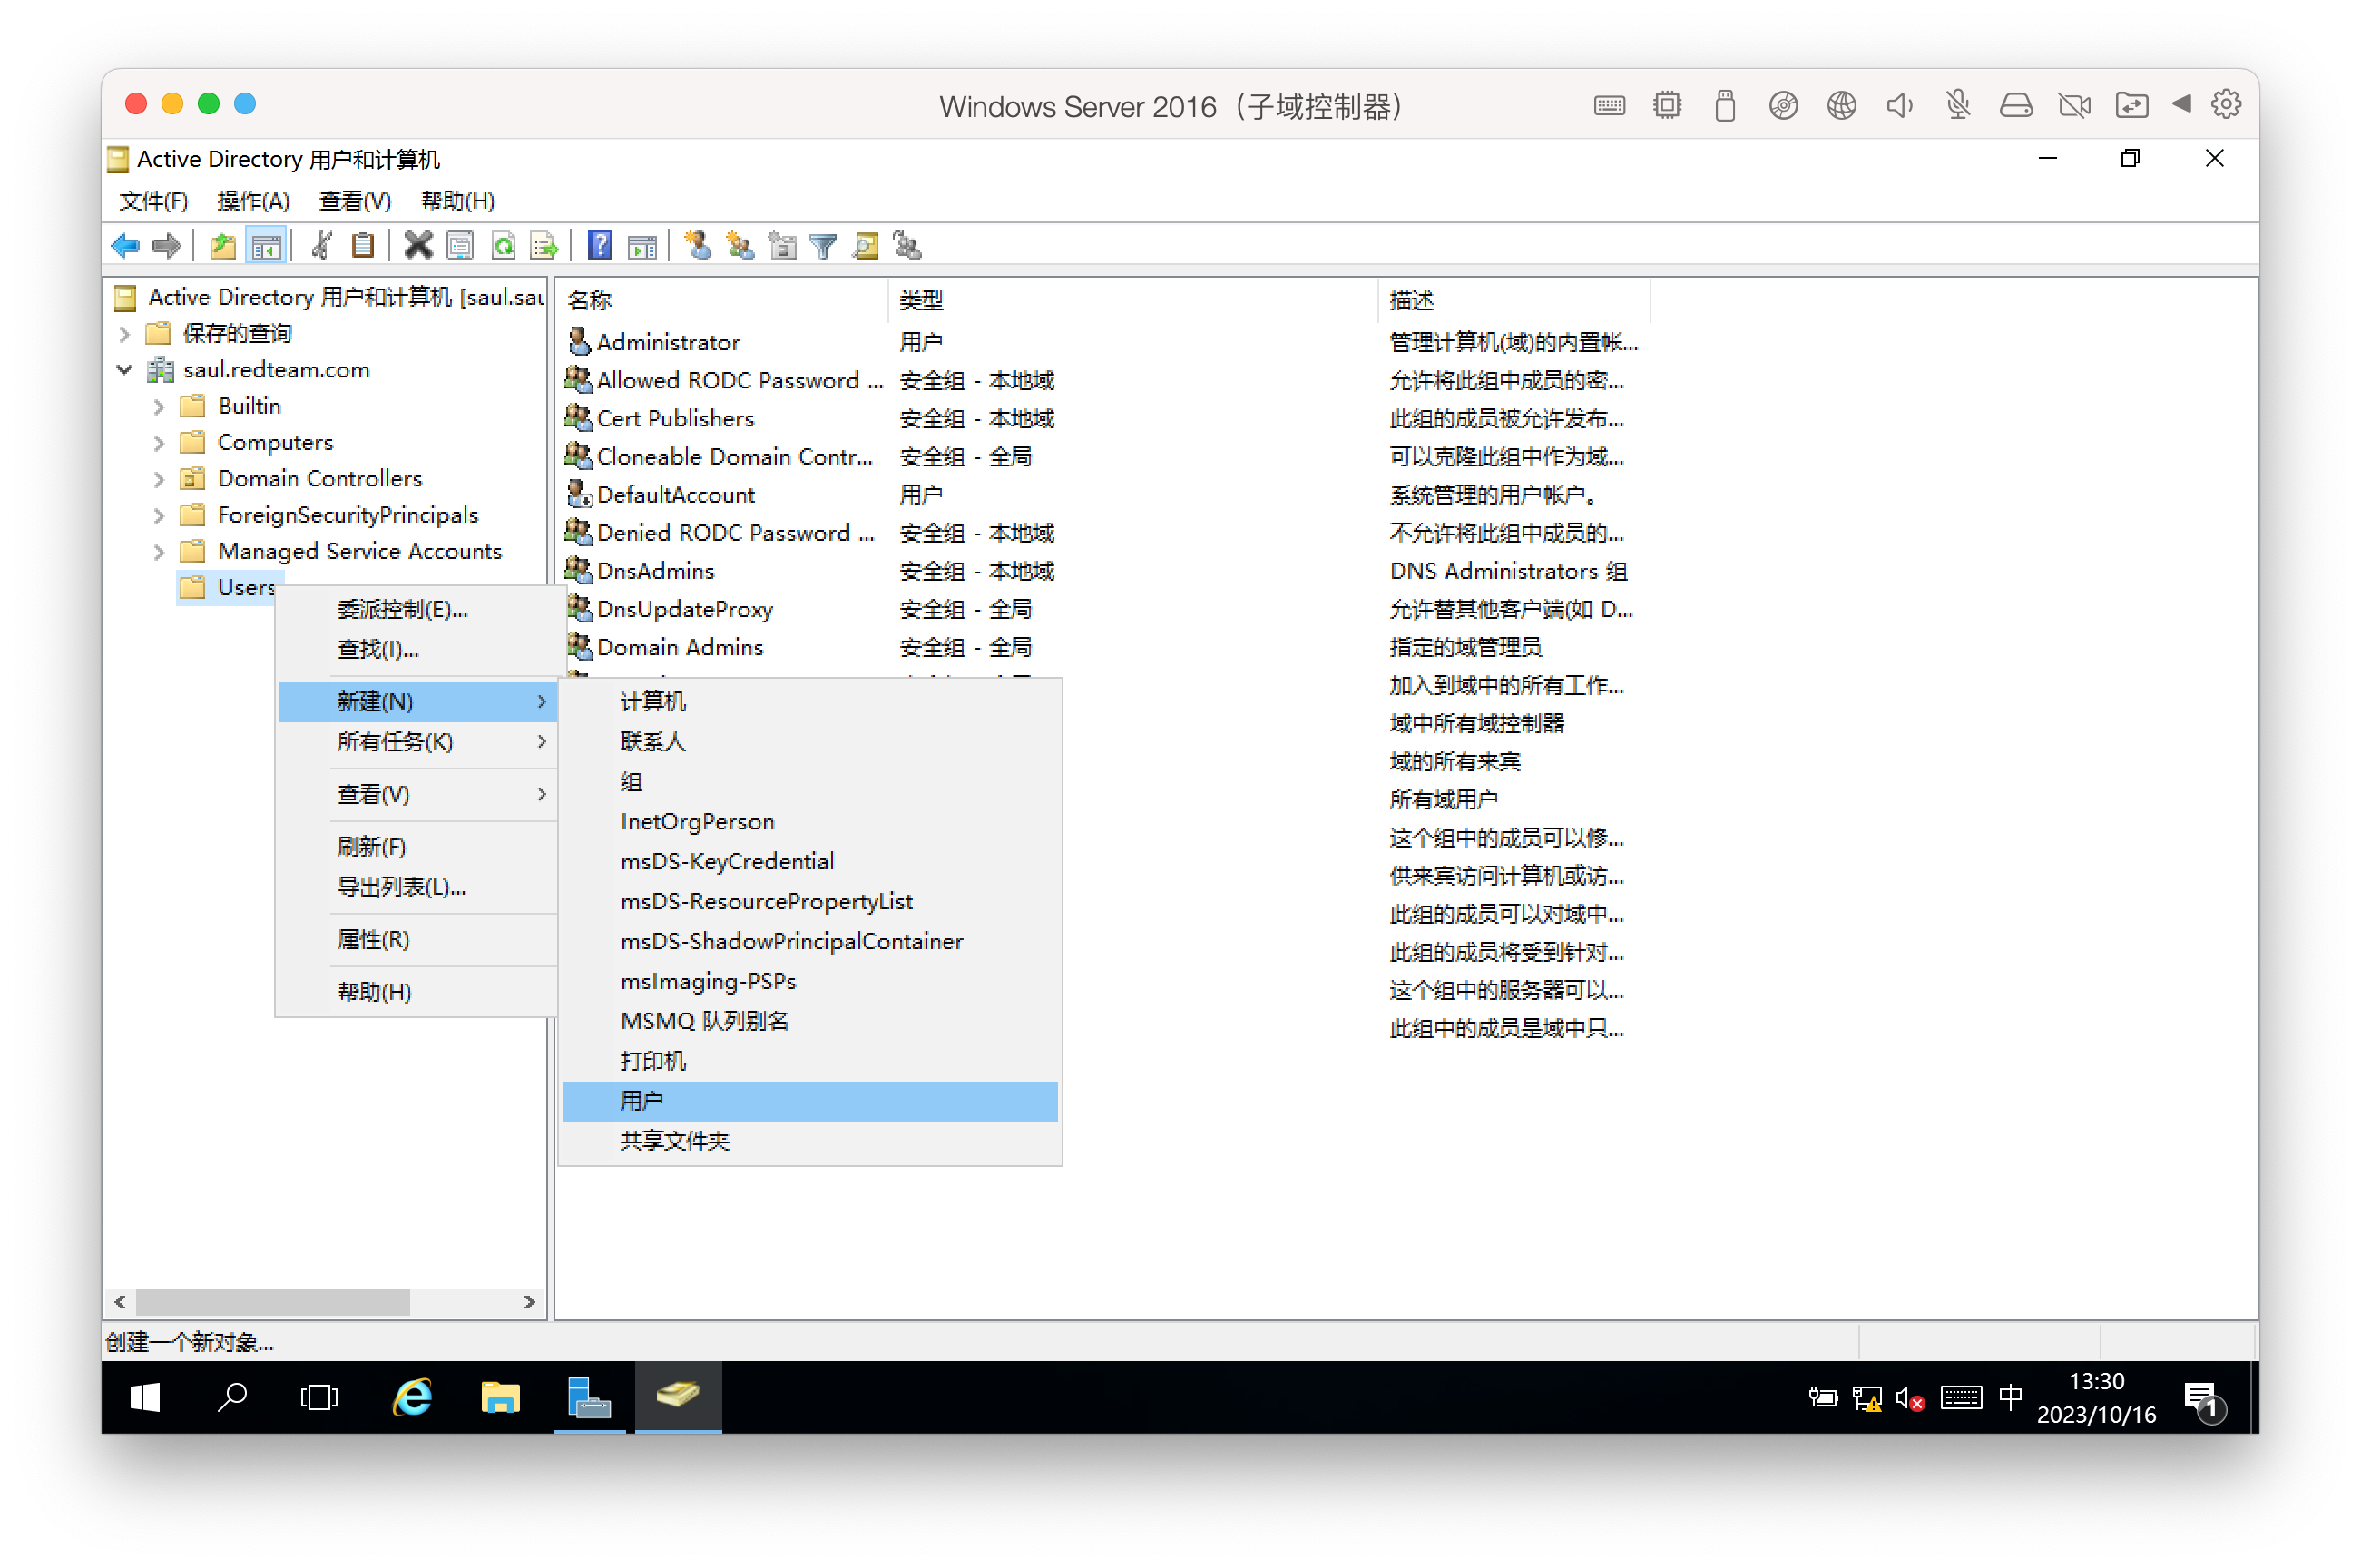 Windows Server 2016（子域控制器）
Active Directory 用户和计算机
文件(F) 操作(A) 查看(V) 帮助(H)
Active Directory 用户和计算机 [saul.sau
保存的查询
saul.redteam.com
Builtin
Computers
Domain Controllers
ForeignSecurityPrincipals
Managed Service Accounts
Users
名称 类型 描述
Administrator 用户 管理计算机(域)的内置帐...
Allowed RODC Password ... 安全组 - 本地域 允许将此组中成员的密...
Cert Publishers 安全组 - 本地域 此组的成员被允许发布...
Cloneable Domain Contr... 安全组 - 全局 可以克隆此组中作为域...
DefaultAccount 用户 系统管理的用户帐户。
Denied RODC Password ... 安全组 - 本地域 不允许将此组中成员的...
DnsAdmins 安全组 - 本地域 DNS Administrators 组
DnsUpdateProxy 安全组 - 全局 允许替其他客户端(如 D...
Domain Admins 安全组 - 全局 指定的域管理员
加入到域中的所有工作...
域中所有域控制器
域的所有来宾
所有域用户
这个组中的成员可以修...
供来宾访问计算机或访...
此组的成员可以对域中...
此组的成员将受到针对...
这个组中的服务器可以...
此组中的成员是域中只...
委派控制(E)...
查找(I)...
新建(N)
所有任务(K)
查看(V)
刷新(F)
导出列表(L)...
属性(R)
帮助(H)
计算机
联系人
组
InetOrgPerson
msDS-KeyCredential
msDS-ResourcePropertyList
msDS-ShadowPrincipalContainer
msImaging-PSPs
MSMQ 队列别名
打印机
用户
共享文件夹
创建一个新对象...
中
13:30
2023/10/16
1